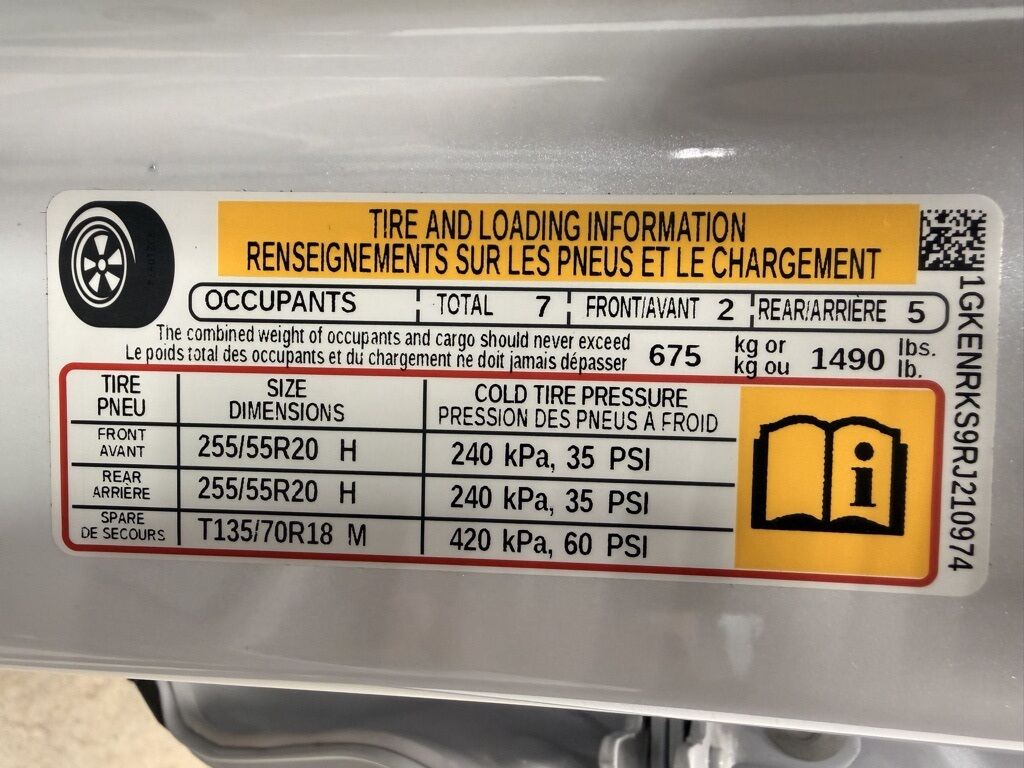 TIRE AND LOADING INFORMATION
RENSEIGNEMENTS SUR LES PNEUS ET LE CHARGEMENT
OCCUPANTS TOTAL 7 FRONT/AVANT 2 REAR/ARRIÈRE 5
The combined weight of occupants and cargo should never exceed
Le poids total des occupants et du chargement ne doit jamais dépasser
675 kg or 1490 lbs.
kg ou lb.
TIRE SIZE COLD TIRE PRESSURE
PNEU DIMENSIONS PRESSION DES PNEUS A FROID
FRONT
AVANT
255/55R20 H 240 kPa, 35 PSI
REAR
ARRIÈRE
255/55R20 H 240 kPa, 35 PSI
SPARE
DE SECOURS
T135/70R18 M 420 kPa, 60 PSI
1GKENRKS9RJ210974